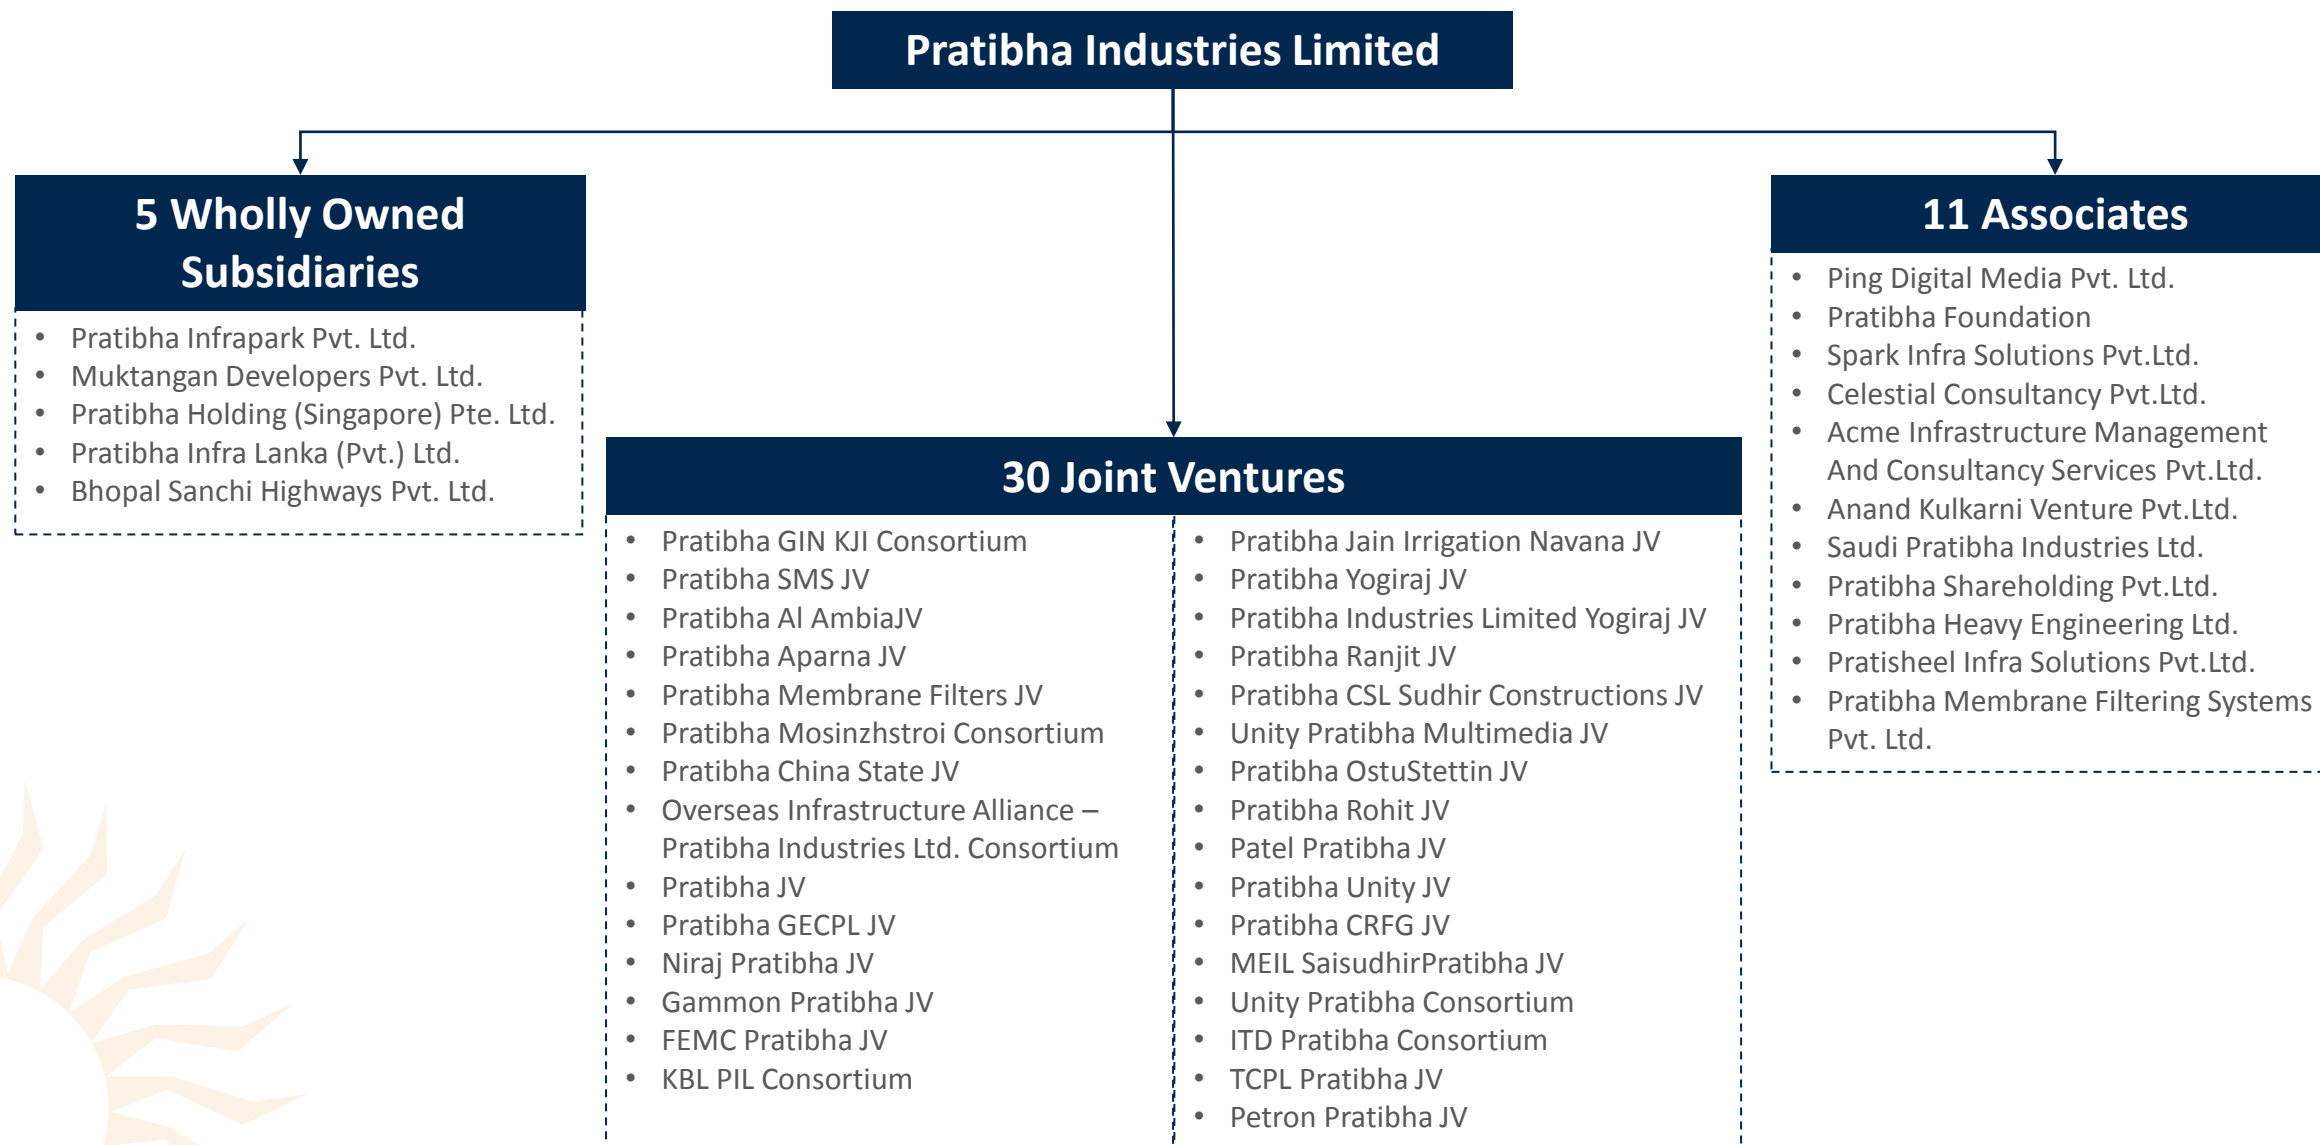 Pratibha Industries Limited
5 Wholly Owned
Subsidiaries
• Pratibha Infrapark Pvt. Ltd.
• Muktangan Developers Pvt. Ltd.
• Pratibha Holding (Singapore) Pte. Ltd.
• Pratibha Infra Lanka (Pvt.) Ltd.
• Bhopal Sanchi Highways Pvt. Ltd.
30 Joint Ventures
• Pratibha GIN KJI Consortium
• Pratibha SMS JV
• Pratibha Al AmbiaJV
• Pratibha Aparna JV
• Pratibha Membrane Filters JV
• Pratibha Mosinzhstroi Consortium
• Pratibha China State JV
• Overseas Infrastructure Alliance –
Pratibha Industries Ltd. Consortium
• Pratibha JV
• Pratibha GECPL JV
• Niraj Pratibha JV
• Gammon Pratibha JV
• FEMC Pratibha JV
• KBL PIL Consortium
• Pratibha Jain Irrigation Navana JV
• Pratibha Yogiraj JV
• Pratibha Industries Limited Yogiraj JV
• Pratibha Ranjit JV
• Pratibha CSL Sudhir Constructions JV
• Unity Pratibha Multimedia JV
• Pratibha OstuStettin JV
• Pratibha Rohit JV
• Patel Pratibha JV
• Pratibha Unity JV
• Pratibha CRFG JV
• MEIL SaisudhirPratibha JV
• Unity Pratibha Consortium
• ITD Pratibha Consortium
• TCPL Pratibha JV
• Petron Pratibha JV
11 Associates
• Ping Digital Media Pvt. Ltd.
• Pratibha Foundation
• Spark Infra Solutions Pvt.Ltd.
• Celestial Consultancy Pvt.Ltd.
• Acme Infrastructure Management
And Consultancy Services Pvt.Ltd.
• Anand Kulkarni Venture Pvt.Ltd.
• Saudi Pratibha Industries Ltd.
• Pratibha Shareholding Pvt.Ltd.
• Pratibha Heavy Engineering Ltd.
• Pratisheel Infra Solutions Pvt.Ltd.
• Pratibha Membrane Filtering Systems
Pvt. Ltd.